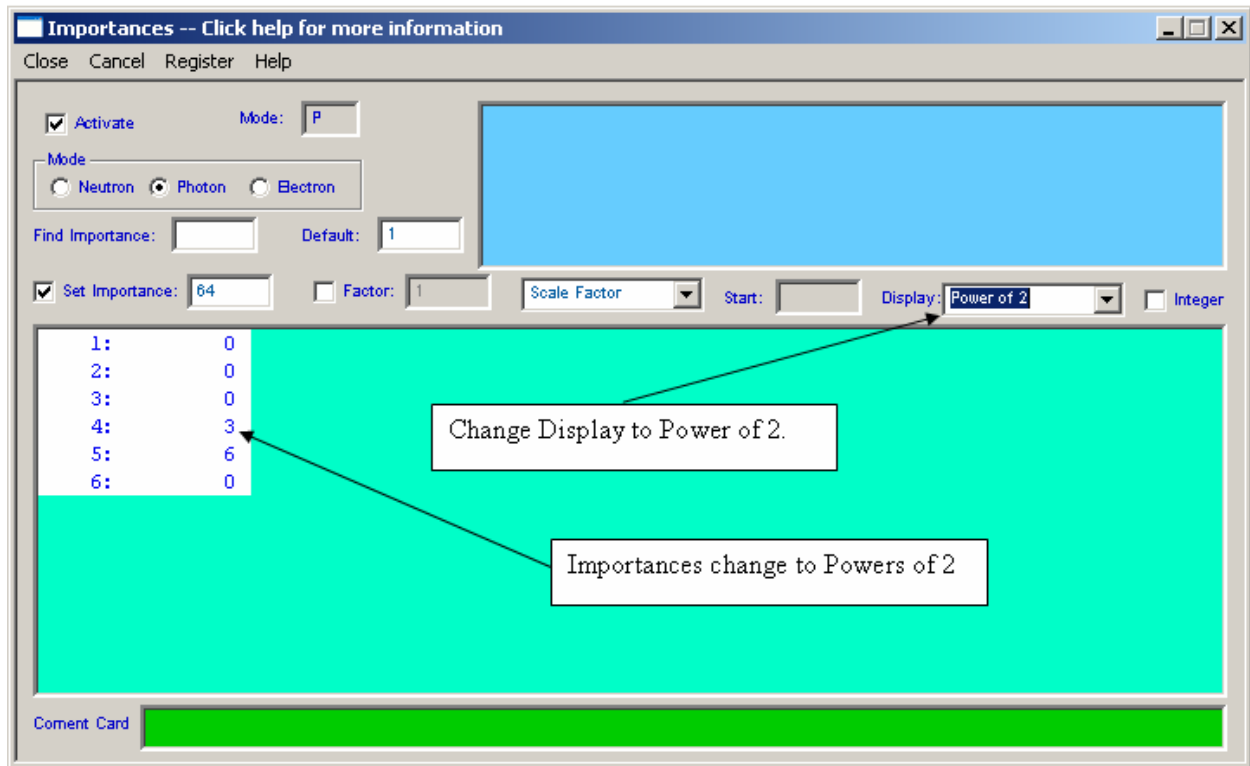 Importances -- Click help for more information
Close Cancel Register Help
Activate Mode: P
Mode
Neutron Photon Electron
Find Importance: Default: 1
Set Importance: 64 Factor: 1 Scale Factor Start: Display: Power of 2 Integer
1: 0
2: 0
3: 0
4: 3
5: 6
6: 0
Change Display to Power of 2.
Importances change to Powers of 2
Coment Card